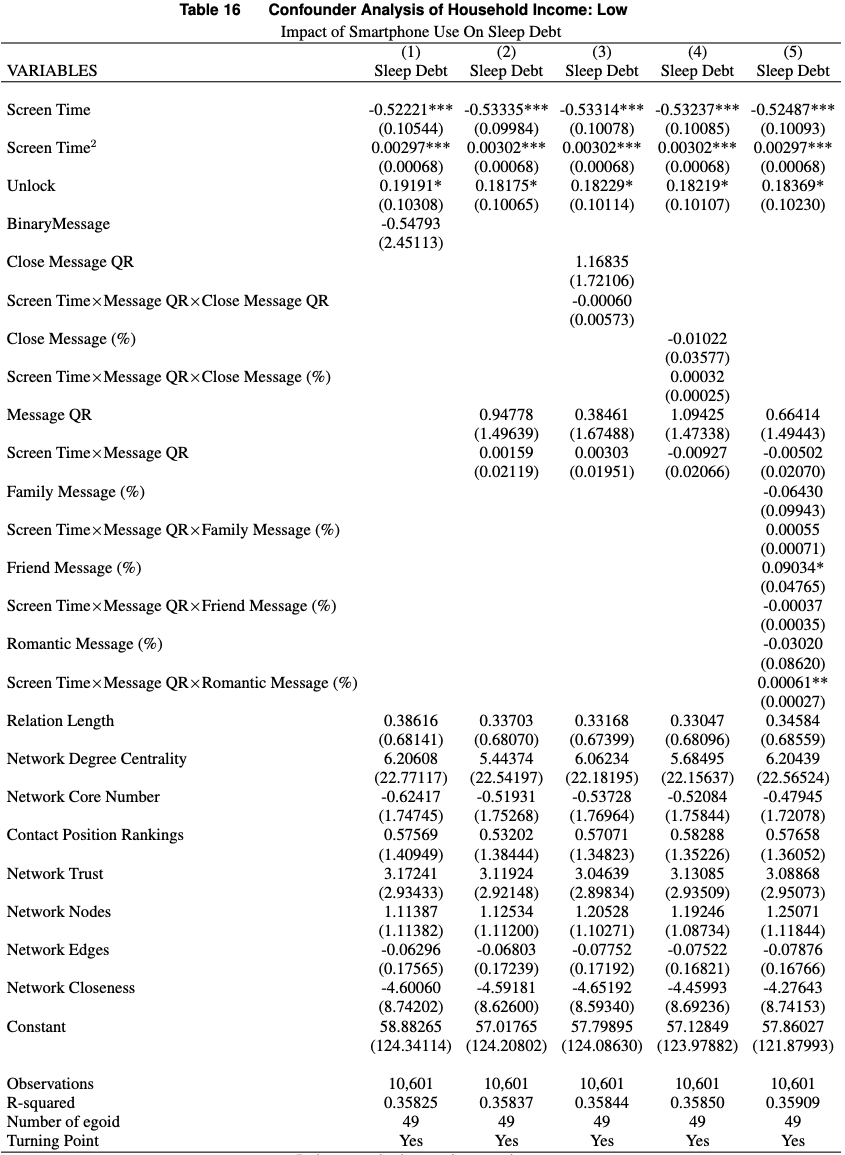 Table 16 Confounder Analysis of Household Income: Low
Impact of Smartphone Use On Sleep Debt
(1) (2) (3) (4) (5)
VARIABLES Sleep Debt Sleep Debt Sleep Debt Sleep Debt Sleep Debt
Screen Time -0.52221*** -0.53335*** -0.53314*** -0.53237*** -0.52487***
(0.10544) (0.09984) (0.10078) (0.10085) (0.10093)
Screen Time² 0.00297*** 0.00302*** 0.00302*** 0.00302*** 0.00297***
(0.00068) (0.00068) (0.00068) (0.00068) (0.00068)
Unlock 0.19191* 0.18175* 0.18229* 0.18219* 0.18369*
(0.10308) (0.10065) (0.10114) (0.10107) (0.10230)
BinaryMessage -0.54793
(2.45113)
Close Message QR 1.16835
(1.72106)
Screen Time×Message QR×Close Message QR -0.00060
(0.00573)
Close Message (%) -0.01022
(0.03577)
Screen Time×Message QR×Close Message (%) 0.00032
(0.00025)
Message QR 0.94778 0.38461 1.09425 0.66414
(1.49639) (1.67488) (1.47338) (1.49443)
Screen Time×Message QR 0.00159 0.00303 -0.00927 -0.00502
(0.02119) (0.01951) (0.02066) (0.02070)
Family Message (%) -0.06430
(0.09943)
Screen Time×Message QR×Family Message (%) 0.00055
(0.00071)
Friend Message (%) 0.09034*
(0.04765)
Screen Time×Message QR×Friend Message (%) -0.00037
(0.00035)
Romantic Message (%) -0.03020
(0.08620)
Screen Time×Message QR×Romantic Message (%) 0.00061**
(0.00027)
Relation Length 0.38616 0.33703 0.33168 0.33047 0.34584
(0.68141) (0.68070) (0.67399) (0.68096) (0.68559)
Network Degree Centrality 6.20608 5.44374 6.06234 5.68495 6.20439
(22.77117) (22.54197) (22.18195) (22.15637) (22.56524)
Network Core Number -0.62417 -0.51931 -0.53728 -0.52084 -0.47945
(1.74745) (1.75268) (1.76964) (1.75844) (1.72078)
Contact Position Rankings 0.57569 0.53202 0.57071 0.58288 0.57658
(1.40949) (1.38444) (1.34823) (1.35226) (1.36052)
Network Trust 3.17241 3.11924 3.04639 3.13085 3.08868
(2.93433) (2.92148) (2.89834) (2.93509) (2.95073)
Network Nodes 1.11387 1.12534 1.20528 1.19246 1.25071
(1.11382) (1.11200) (1.10271) (1.08734) (1.11844)
Network Edges -0.06296 -0.06803 -0.07752 -0.07522 -0.07876
(0.17565) (0.17239) (0.17192) (0.16821) (0.16766)
Network Closeness -4.60060 -4.59181 -4.65192 -4.45993 -4.27643
(8.74202) (8.62600) (8.59340) (8.69236) (8.74153)
Constant 58.88265 57.01765 57.79895 57.12849 57.86027
(124.34114) (124.20802) (124.08630) (123.97882) (121.87993)
Observations 10,601 10,601 10,601 10,601 10,601
R-squared 0.35825 0.35837 0.35844 0.35850 0.35909
Number of egoid 49 49 49 49 49
Turning Point Yes Yes Yes Yes Yes